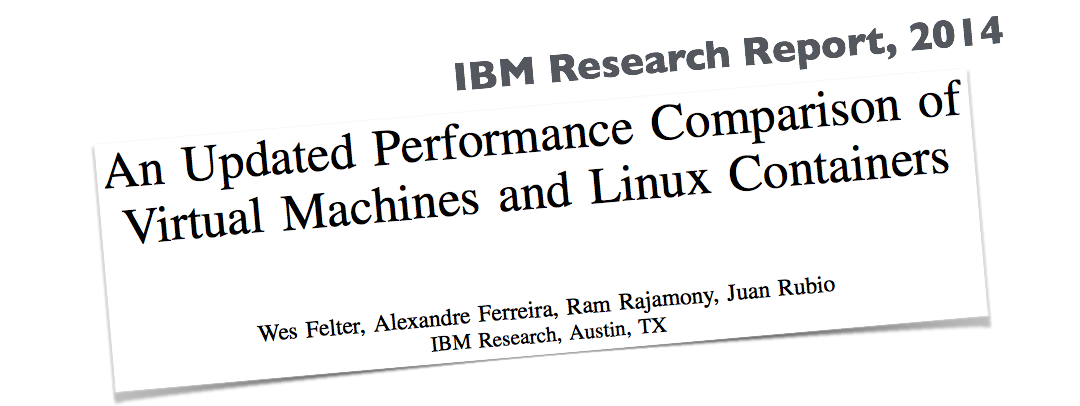 IBM Research Report, 2014
An Updated Performance Comparison of
Virtual Machines and Linux Containers
Wes Felter, Alexandre Ferreira, Ram Rajamony, Juan Rubio
IBM Research, Austin, TX